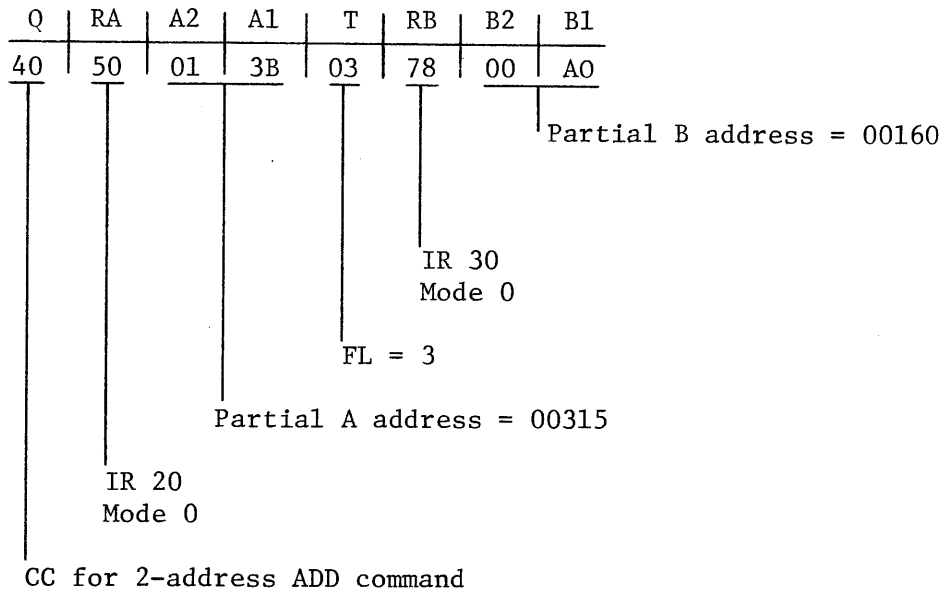 Q | RA | A2 | A1 | T | RB | B2 | B1
40 | 50 | 01 | 3B | 03 | 78 | 00 | A0
Partial B address = 00160
IR 30
Mode 0
FL = 3
Partial A address = 00315
IR 20
Mode 0
CC for 2-address ADD command